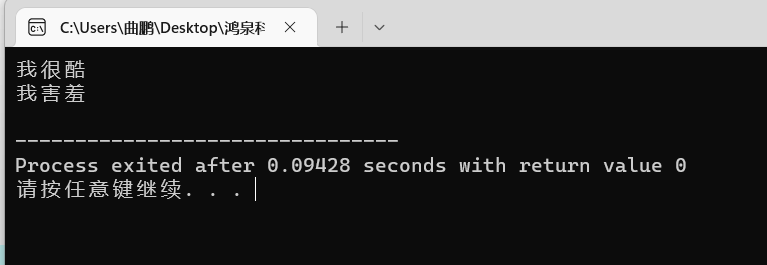 C:\Users\曲鹏\Desktop\鸿泉科
我很酷
我害羞
--------------------------------
Process exited after 0.09428 seconds with return value 0
请按任意键继续. . .